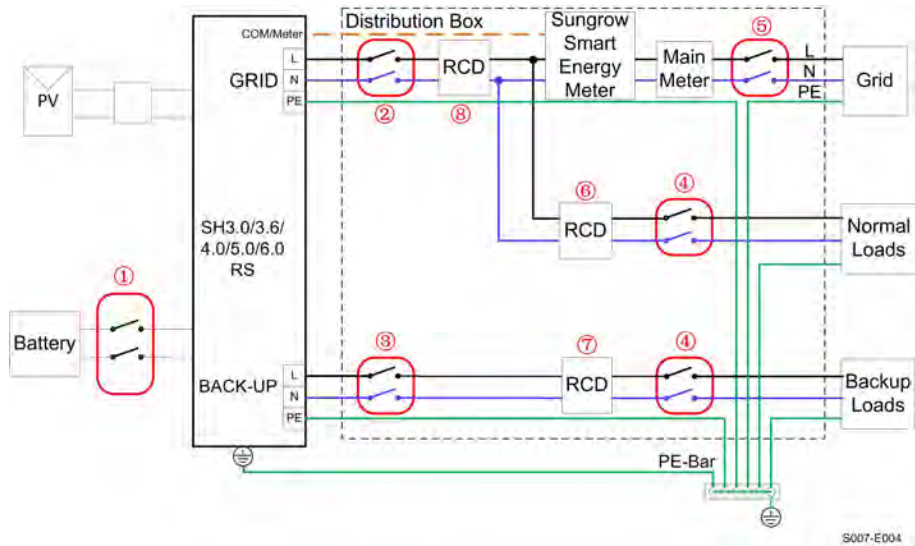 Distribution Box
COM/Meter
Sungrow
Smart
Energy
Meter
Main
Meter
⑤
L
N
PE
Grid
L
GRID
N
PE
②
RCD
⑧
PV
SH3.0/3.6/
4.0/5.0/6.0
RS
⑥
RCD
④
Normal
Loads
①
Battery
③
⑦
RCD
④
L
BACK-UP
N
PE
Backup
Loads
PE-Bar
S007-E004